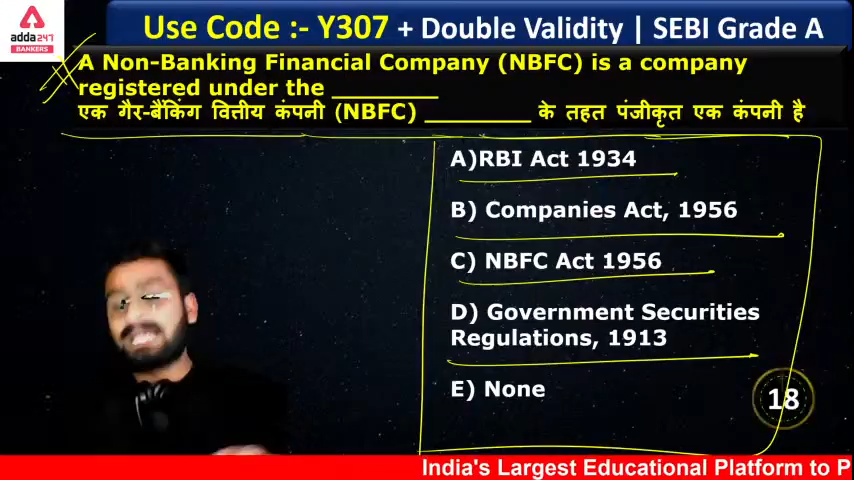 Use Code :- Y307 + Double Validity | SEBI Grade A
adda247
BANKERS
A Non-Banking Financial Company (NBFC) is a company
registered under the ________
एक गैर-बैंकिंग वित्तीय कंपनी (NBFC) ________ के तहत पंजीकृत एक कंपनी है
A)RBI Act 1934
B) Companies Act, 1956
C) NBFC Act 1956
D) Government Securities
Regulations, 1913
E) None
18
India's Largest Educational Platform to P